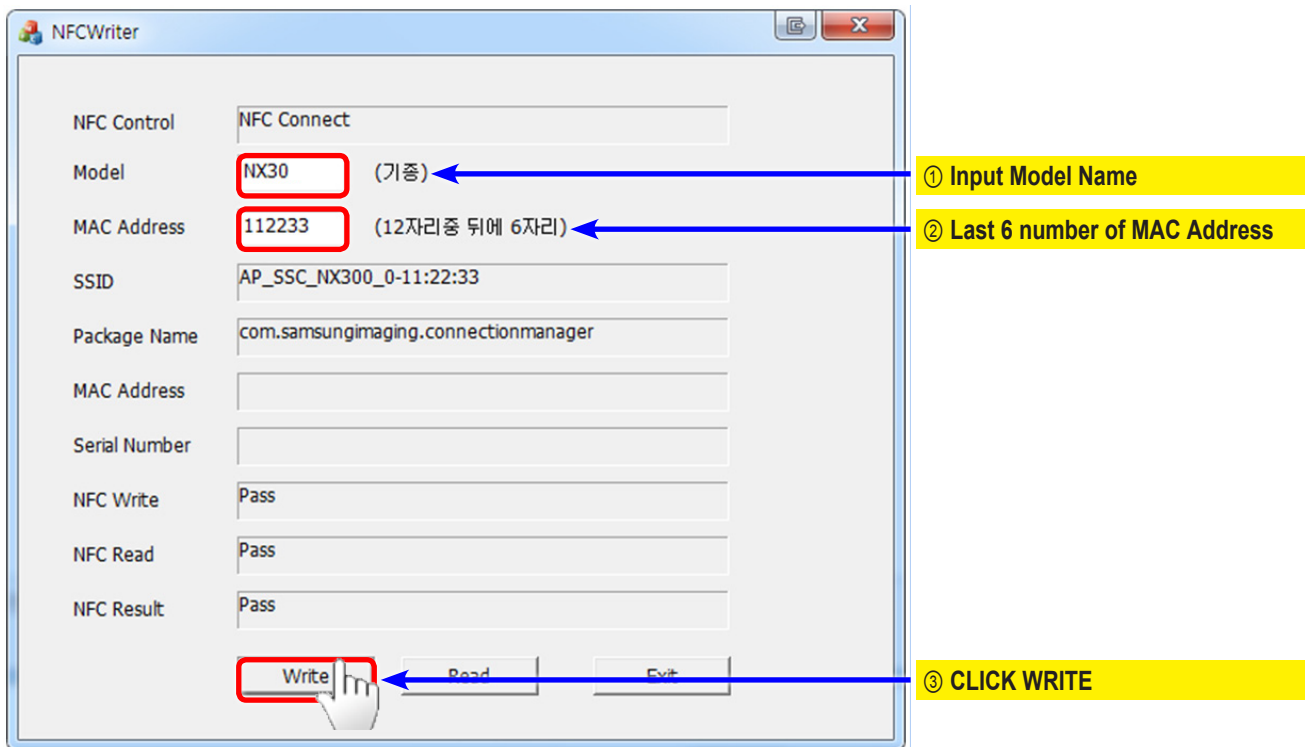 NFCWriter
NFC Control NFC Connect
Model NX30 (기종) ① Input Model Name
MAC Address 112233 (12자리중 뒤에 6자리) ② Last 6 number of MAC Address
SSID AP_SSC_NX300_0-11:22:33
Package Name com.samsungimaging.connectionmanager
MAC Address
Serial Number
NFC Write Pass
NFC Read Pass
NFC Result Pass
Write Read Exit ③ CLICK WRITE